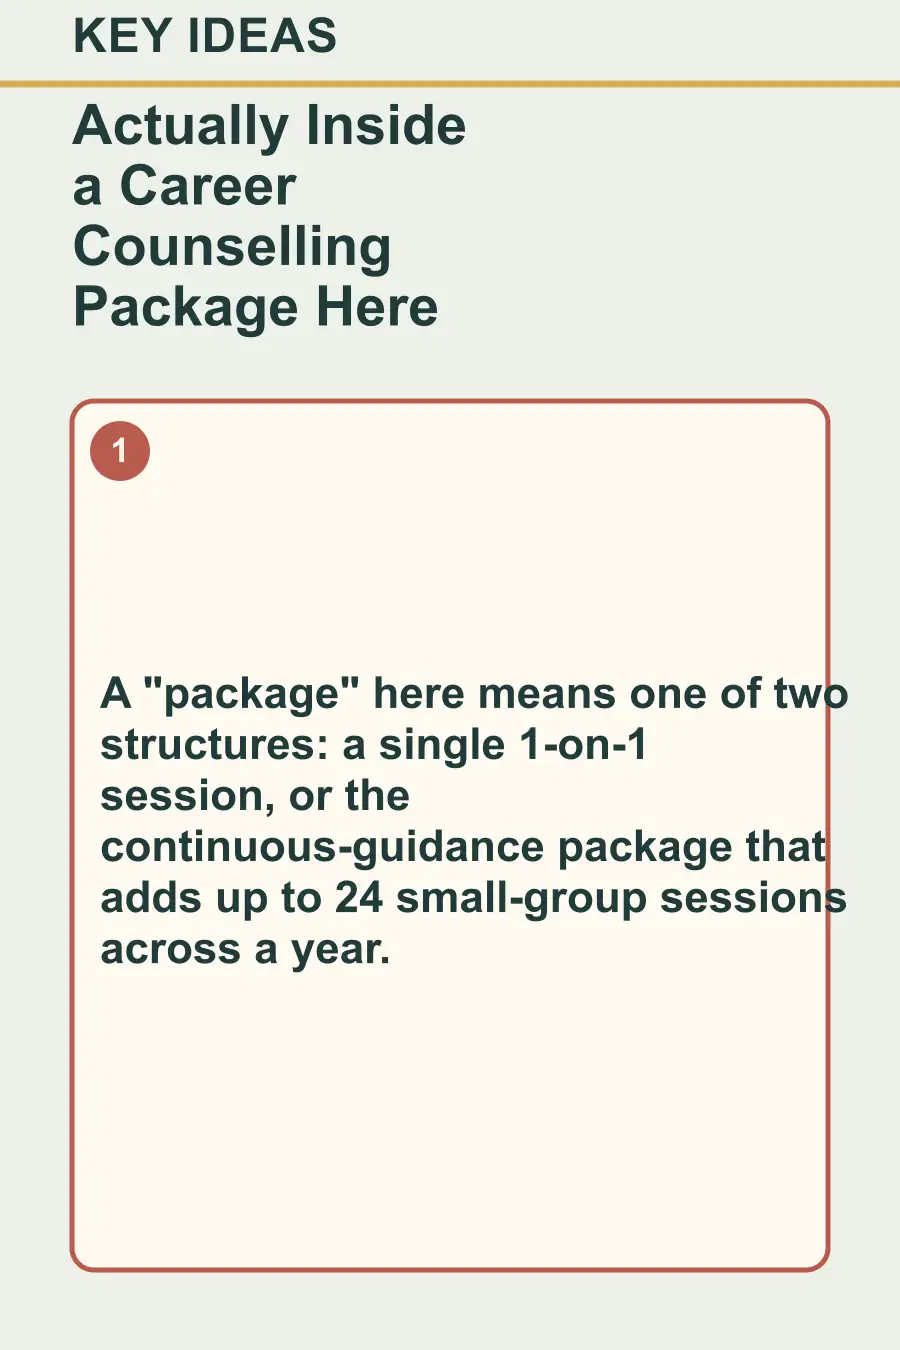 KEY IDEAS
Actually Inside
a Career
Counselling
Package Here
1
A "package" here means one of two
structures: a single 1-on-1
session, or the
continuous-guidance package that
adds up to 24 small-group sessions
across a year.